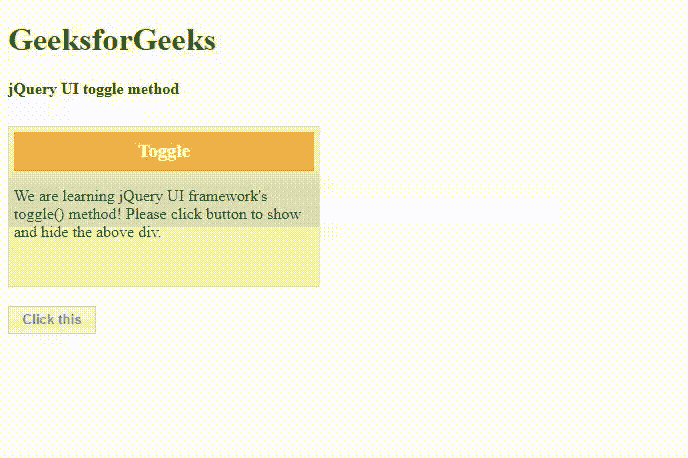 GeeksforGeeks
jQuery UI toggle method
Toggle
We are learning jQuery UI framework's
toggle() method! Please click button to show
and hide the above div.
Click this